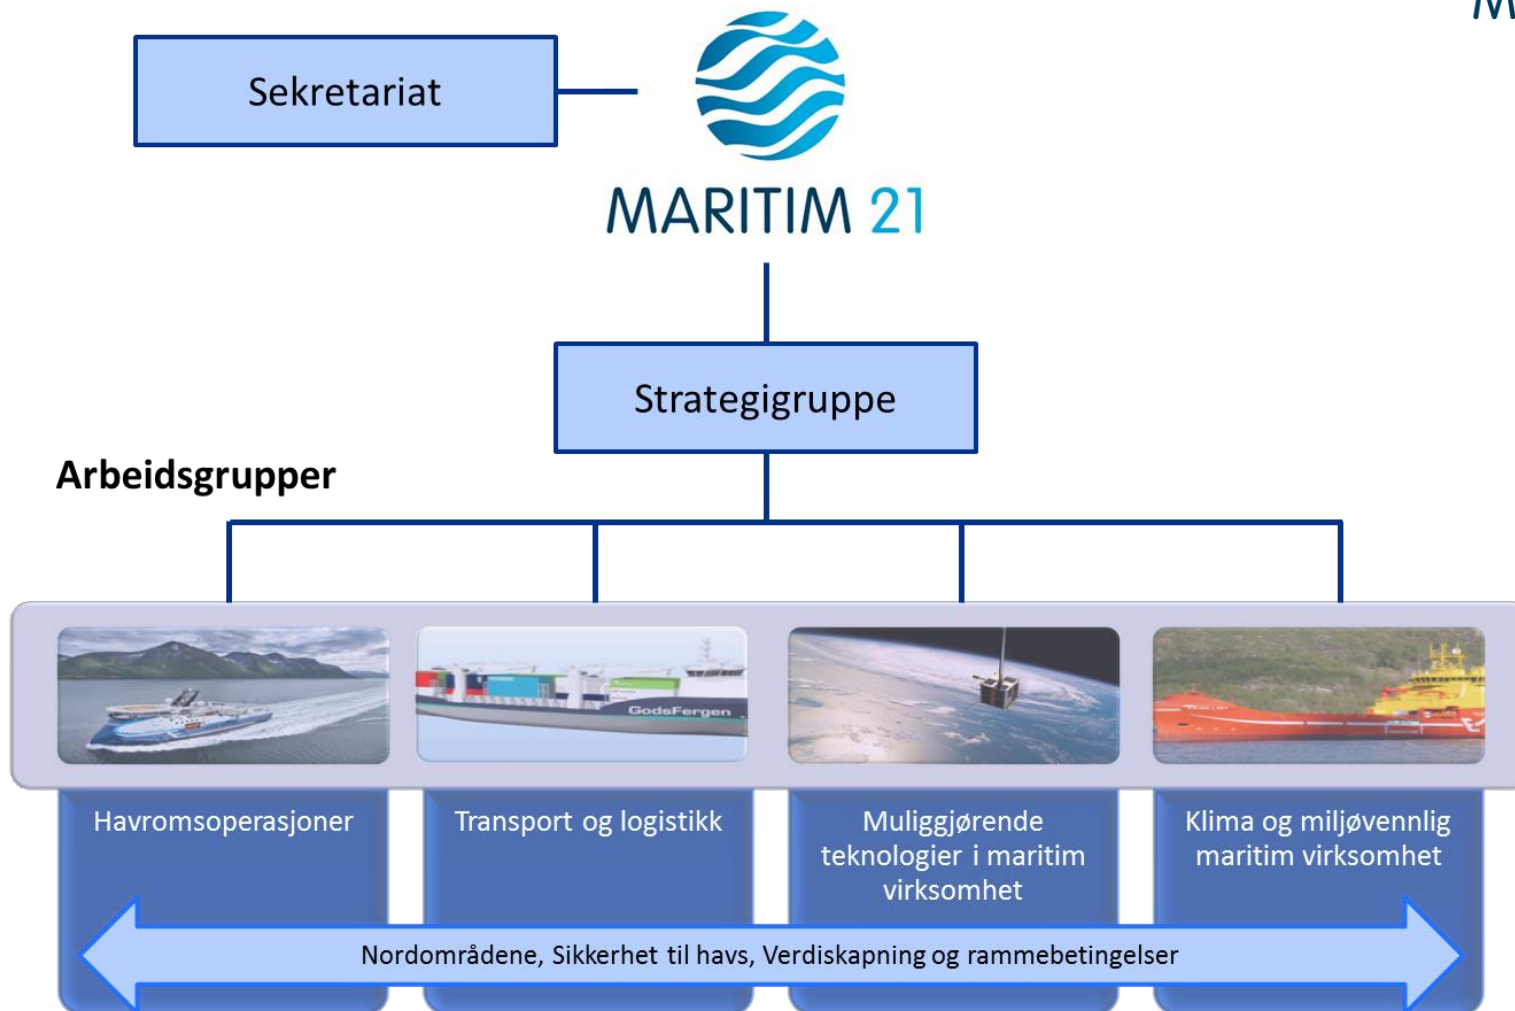 Sekretariat
MARITIM 21
Strategigruppe
Arbeidsgrupper
GodsFergen
Havromsoperasjoner
Transport og logistikk
Muliggjørende
teknologier i maritim
virksomhet
Klima og miljøvennlig
maritim virksomhet
Nordområdene, Sikkerhet til havs, Verdiskapning og rammebetingelser